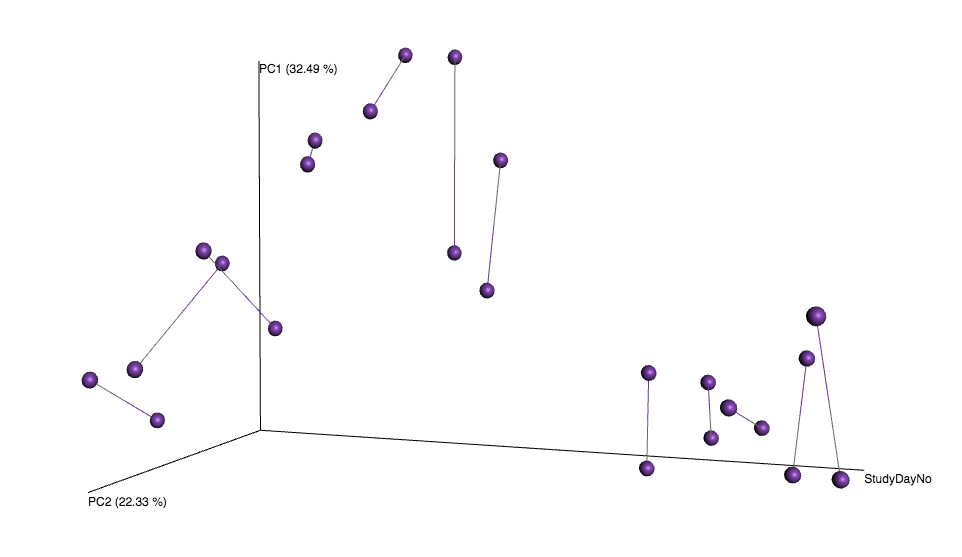 PC1 (32.49 %)
StudyDayNo
PC2 (22.33 %)